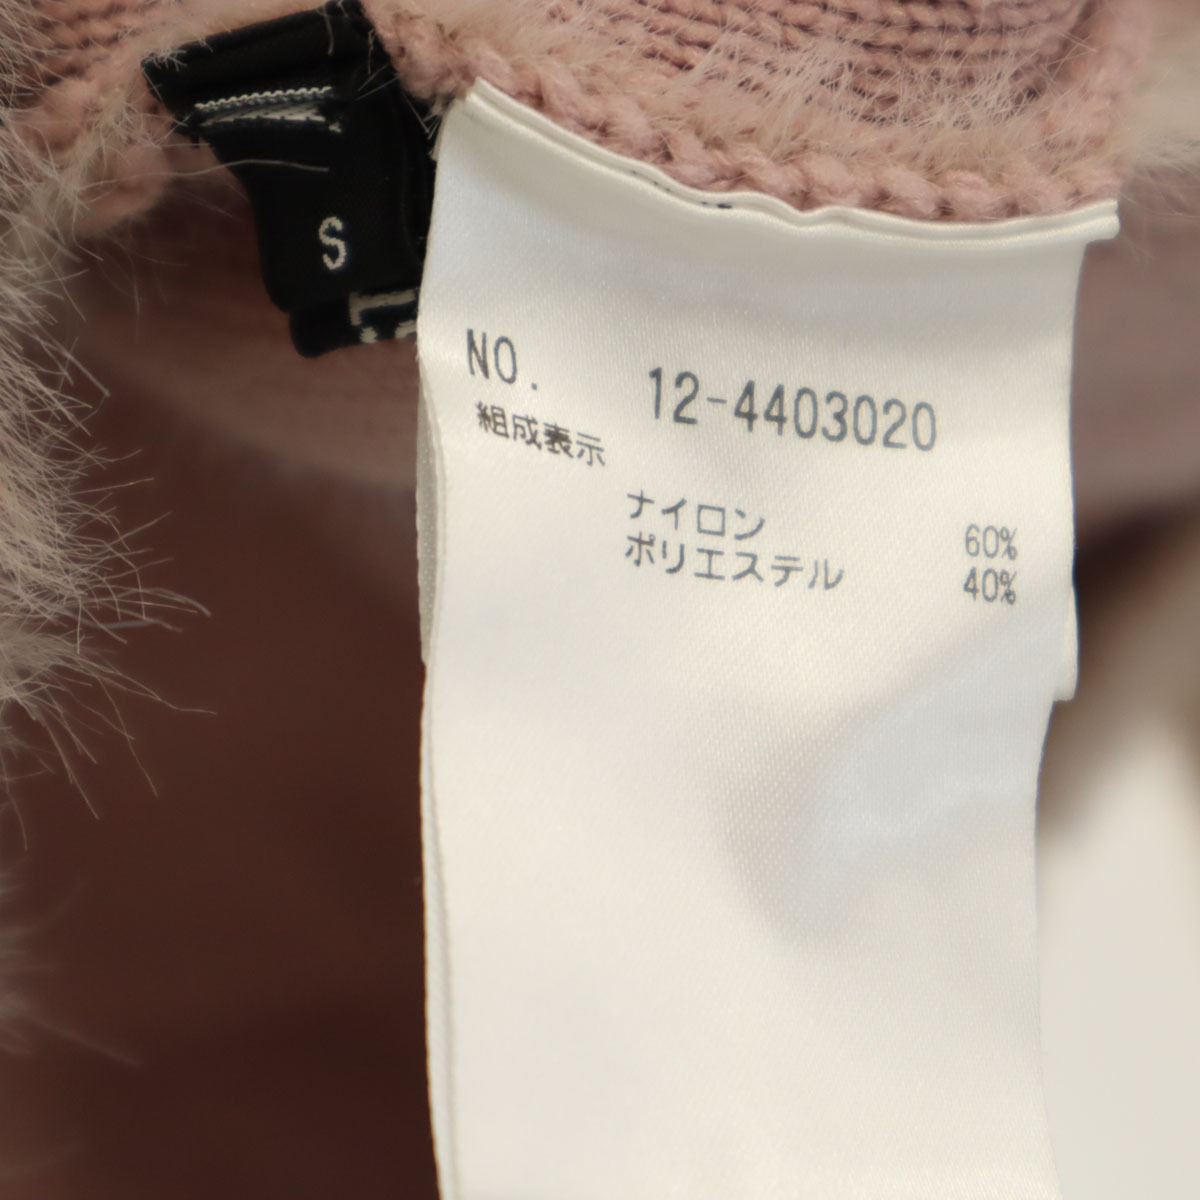 S
NO. 12-4403020
組成表示
ナイロン 60%
ポリエステル 40%